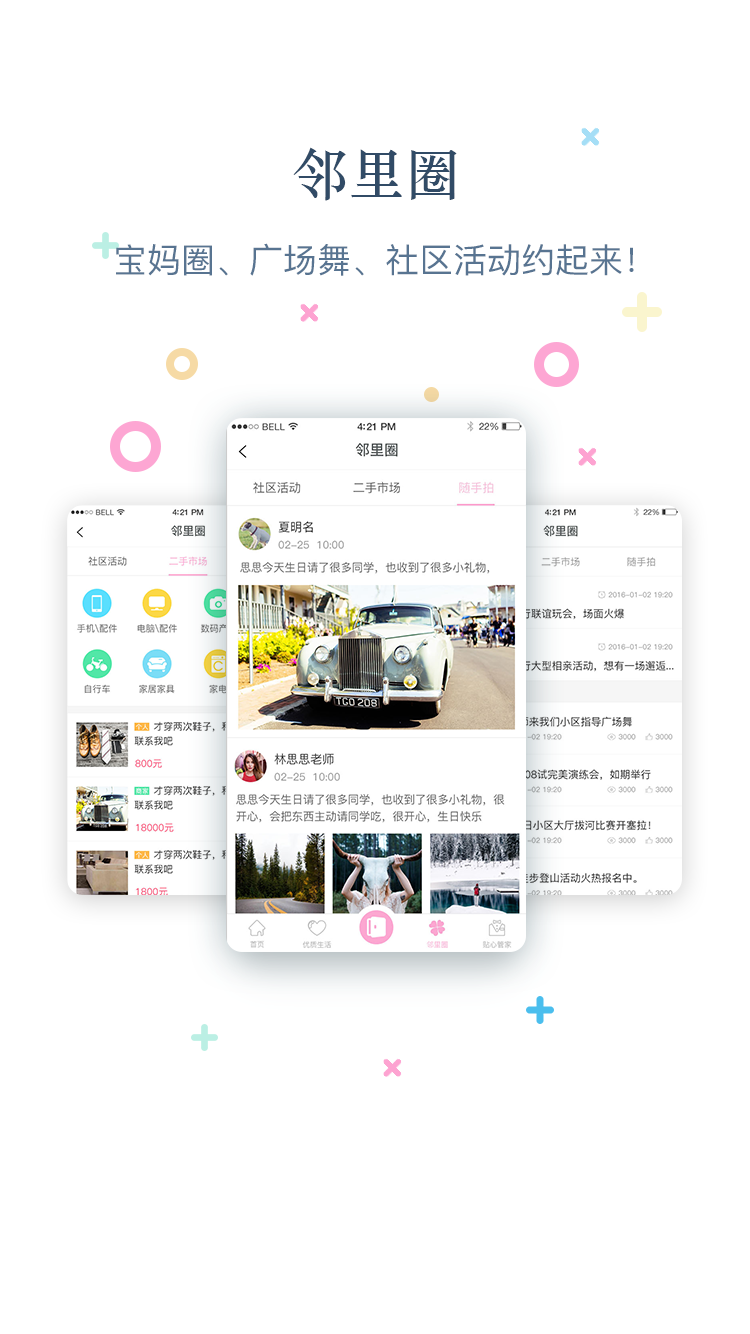 邻里圈
宝妈圈、广场舞、社区活动约起来！
BELL 4:21 PM 22%
邻里圈
社区活动 二手市场 随手拍
夏明名
02-25 10:00
思思今天生日请了很多同学，也收到了很多小礼物，
TGO 208
林思思老师
02-25 10:00
思思今天生日请了很多同学，也收到了很多小礼物，很
开心，会把东西主动请同学吃，很开心，生日快乐
首页 优质生活 邻里圈 贴心管家
BELL 4:21 PM
邻里圈
社区活动 二手市场
手机\配件 电脑\配件 数码产
自行车 家居家具 家电
个人 才穿两次鞋子，
联系我吧
800元
商家 才穿两次鞋子，
联系我吧
18000元
个人 才穿两次鞋子，
联系我吧
1800元
4:21 PM 22%
邻里圈
二手市场 随手拍
2016-01-02 19:20
行联谊玩会，场面火爆
2016-01-02 19:20
行大型相亲活动，想有一场邂逅...
来我们小区指导广场舞
-02 19:20 3000 3000
08试完美演练会，如期举行
-02 19:20 3000 3000
日小区大厅拔河比赛开塞拉！
-02 19:20 3000 3000
步登山活动火热报名中。
-02 19:20 3000 3000